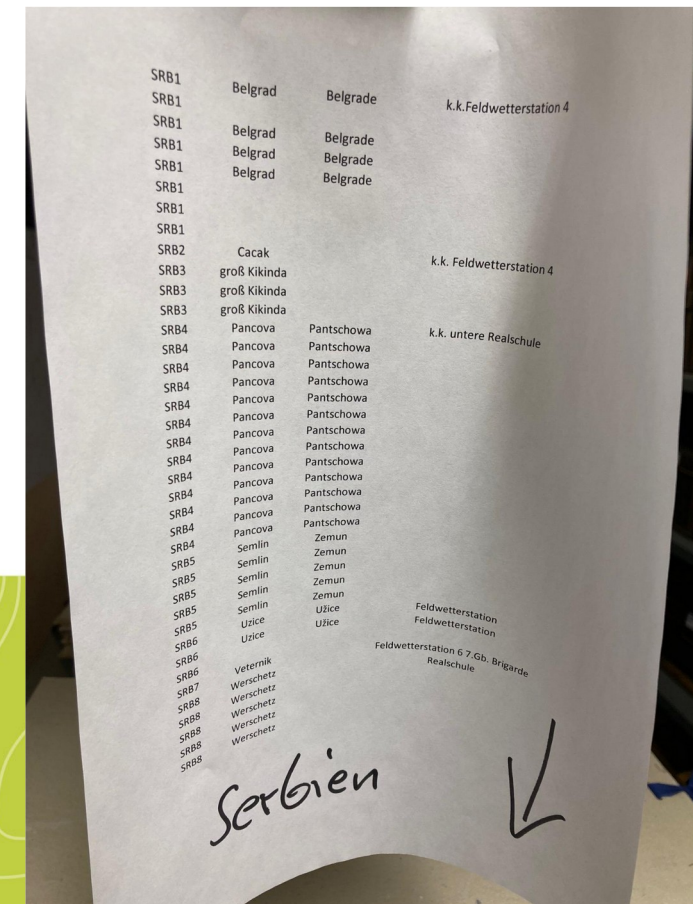 SRB1 Belgrad Belgrade k.k.Feldwetterstation 4
SRB1
SRB1 Belgrad Belgrade
SRB1 Belgrad Belgrade
SRB1 Belgrad Belgrade
SRB1
SRB1
SRB1
SRB2 Cacak k.k. Feldwetterstation 4
SRB3 groß Kikinda
SRB3 groß Kikinda
SRB3 groß Kikinda
SRB4 Pancova Pantschowa k.k. untere Realschule
SRB4 Pancova Pantschowa
SRB4 Pancova Pantschowa
SRB4 Pancova Pantschowa
SRB4 Pancova Pantschowa
SRB4 Pancova Pantschowa
SRB4 Pancova Pantschowa
SRB4 Pancova Pantschowa
SRB4 Pancova Pantschowa
SRB4 Pancova Pantschowa
SRB4 Pancova Pantschowa
SRB4 Pancova Pantschowa
SRB4 Pancova Pantschowa
SRB5 Semlin Zemun
SRB5 Semlin Zemun
SRB5 Semlin Zemun
SRB5 Semlin Zemun
SRB5 Semlin Zemun
SRB6 Uzice Užice Feldwetterstation
SRB6 Uzice Užice Feldwetterstation
SRB6
SRB7 Veternik Feldwetterstation 6 7.Gb. Brigarde
SRB8 Werschetz Realschule
SRB8 Werschetz
SRB8 Werschetz
SRB8 Werschetz
SRB8 Werschetz
Serbien